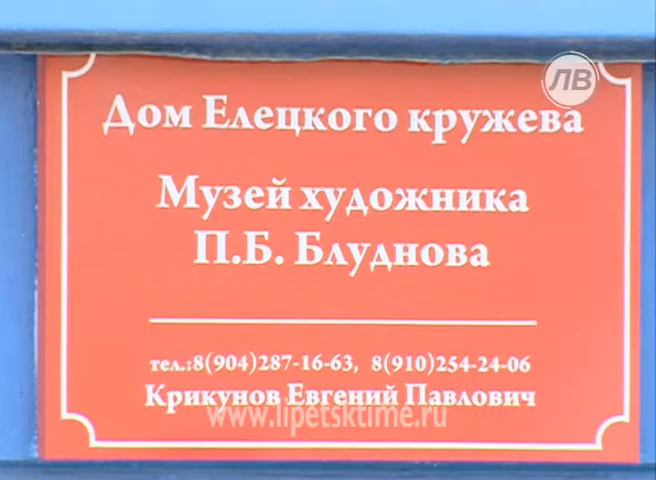 ЛВ
Дом Елецкого кружева
Музей художника
П.Б. Блуднова
тел.:8(904)287-16-63, 8(910)254-24-06
Крикунов Евгений Павлович
www.lipetsktime.ru